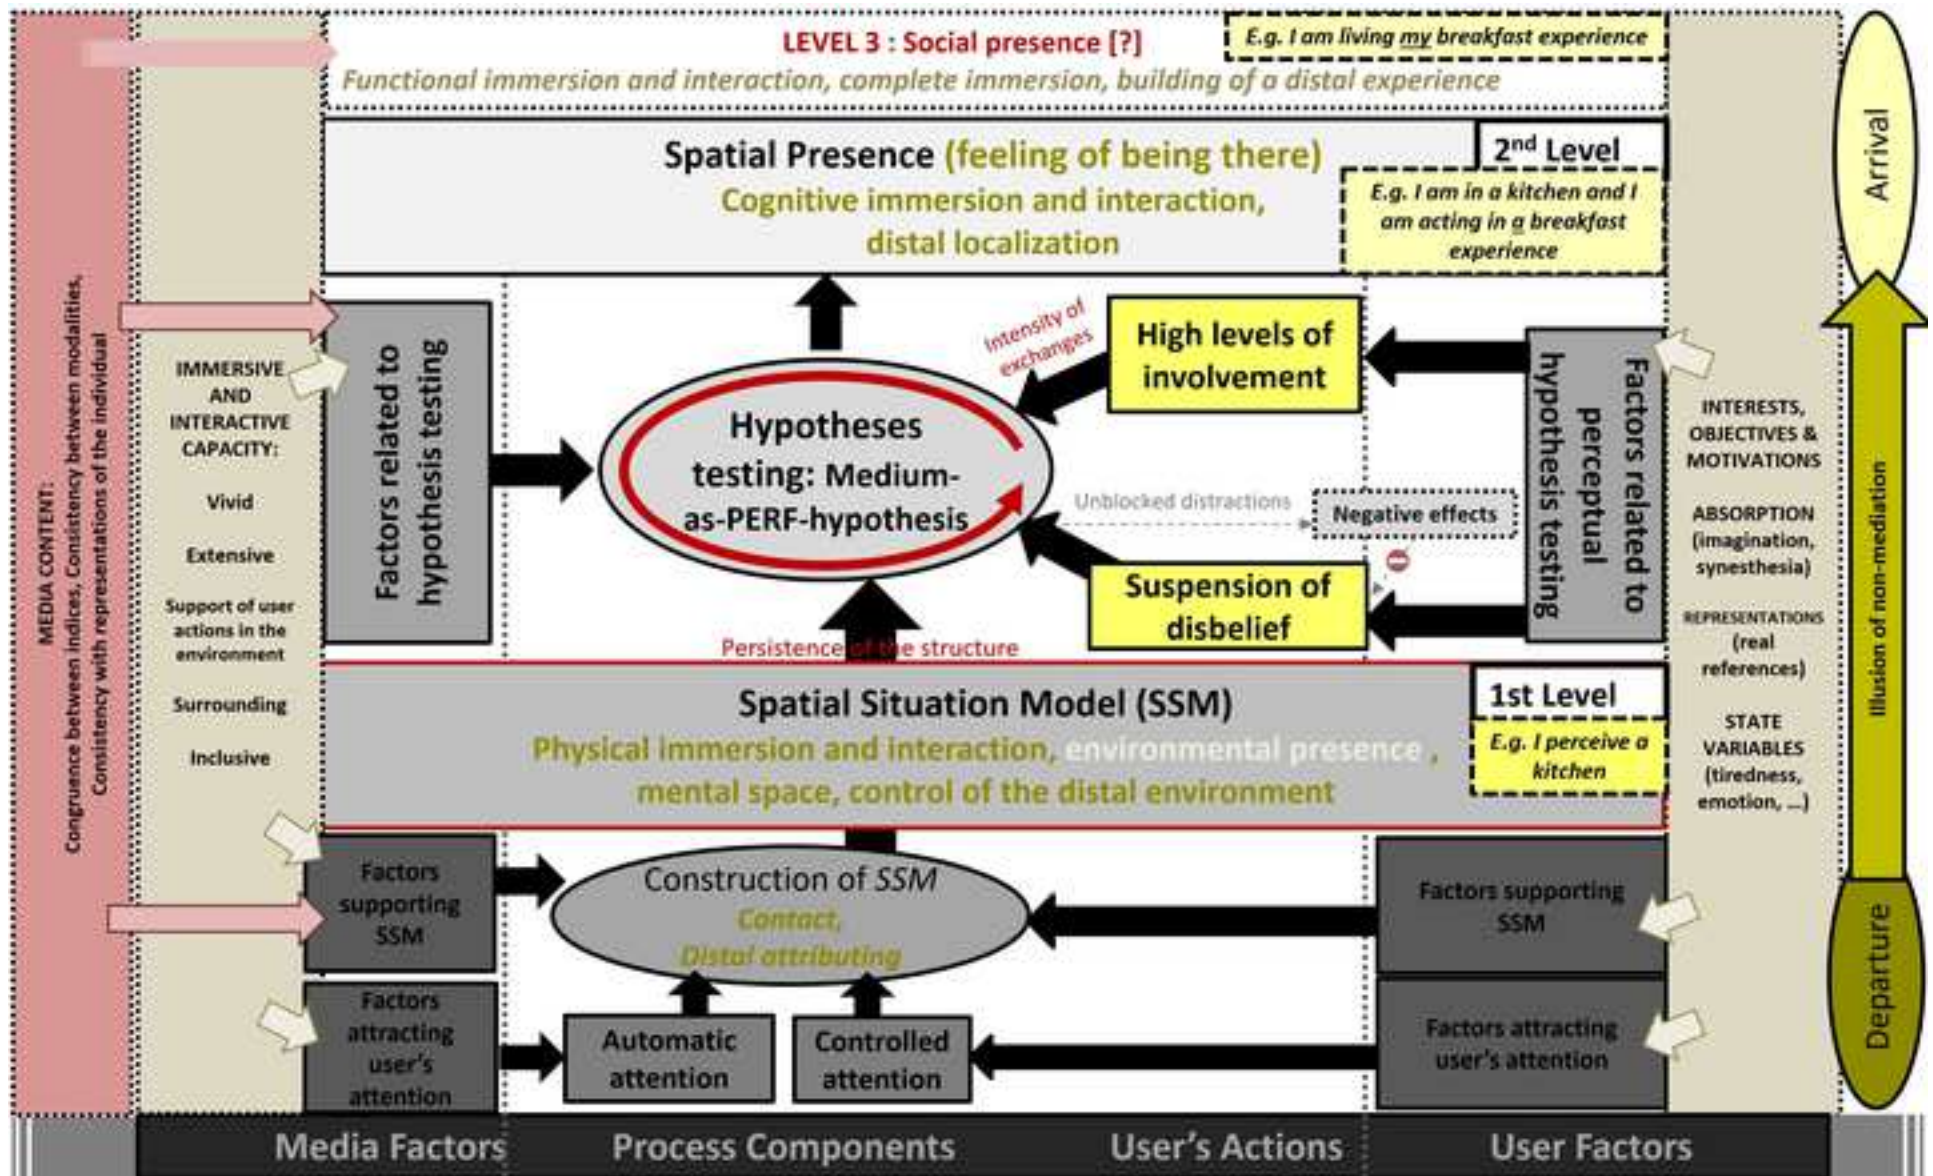 LEVEL 3 : Social presence [?]
E.g. I am living my breakfast experience
Functional immersion and interaction, complete immersion, building of a distal experience
Spatial Presence (feeling of being there)
Cognitive immersion and interaction,
distal localization
2nd Level
E.g. I am in a kitchen and I
am acting in a breakfast
experience
Arrival
Illusion of non-mediation
Departure
MEDIA CONTENT:
Congruence between indices, Consistency between modalities,
Consistency with representations of the individual
IMMERSIVE
AND
INTERACTIVE
CAPACITY:
Vivid
Extensive
Support of user
actions in the
environment
Surrounding
Inclusive
Factors related to
hypothesis testing
Hypotheses
testing: Medium-
as-PERF-hypothesis
Intensity of
exchanges
High levels of
involvement
Unblocked distractions
Negative effects
Suspension of
disbelief
Factors related to
perceptual
hypothesis testing
INTERESTS,
OBJECTIVES &
MOTIVATIONS
ABSORPTION
(imagination,
synesthesia)
REPRESENTATIONS
(real
references)
STATE
VARIABLES
(tiredness,
emotion, ...)
Persistence of the structure
Spatial Situation Model (SSM)
Physical immersion and interaction, environmental presence ,
mental space, control of the distal environment
1st Level
E.g. I perceive a
kitchen
Factors
supporting
SSM
Construction of SSM
Contact,
Distal attributing
Factors supporting
SSM
Factors
attracting
user's
attention
Automatic
attention
Controlled
attention
Factors attracting
user's attention
Media Factors
Process Components
User's Actions
User Factors